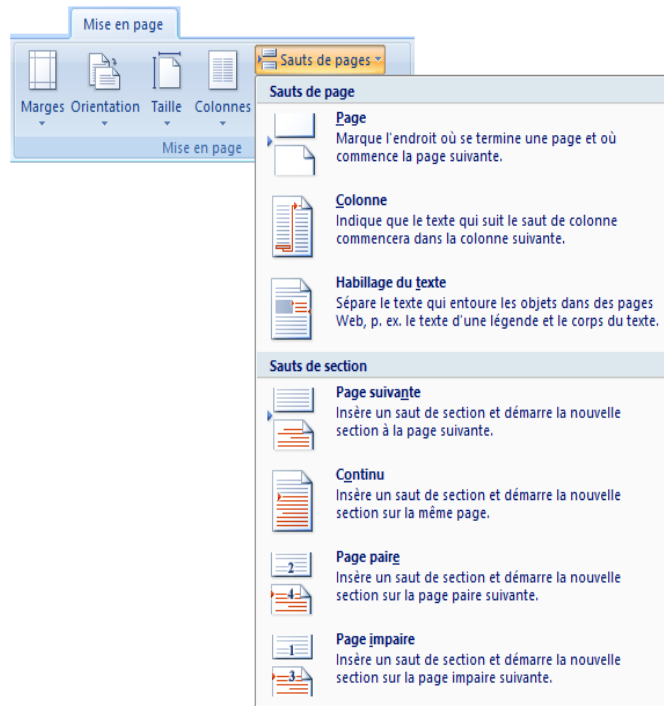 Mise en page
Sauts de pages
Marges Orientation Taille Colonnes
Mise en page
Sauts de page
Page
Marque l'endroit où se termine une page et où
commence la page suivante.
Colonne
Indique que le texte qui suit le saut de colonne
commencera dans la colonne suivante.
Habillage du texte
Sépare le texte qui entoure les objets dans des pages
Web, p. ex. le texte d'une légende et le corps du texte.
Sauts de section
Page suivante
Insère un saut de section et démarre la nouvelle
section à la page suivante.
Continu
Insère un saut de section et démarre la nouvelle
section sur la même page.
2
4
Page paire
Insère un saut de section et démarre la nouvelle
section sur la page paire suivante.
1
3
Page impaire
Insère un saut de section et démarre la nouvelle
section sur la page impaire suivante.